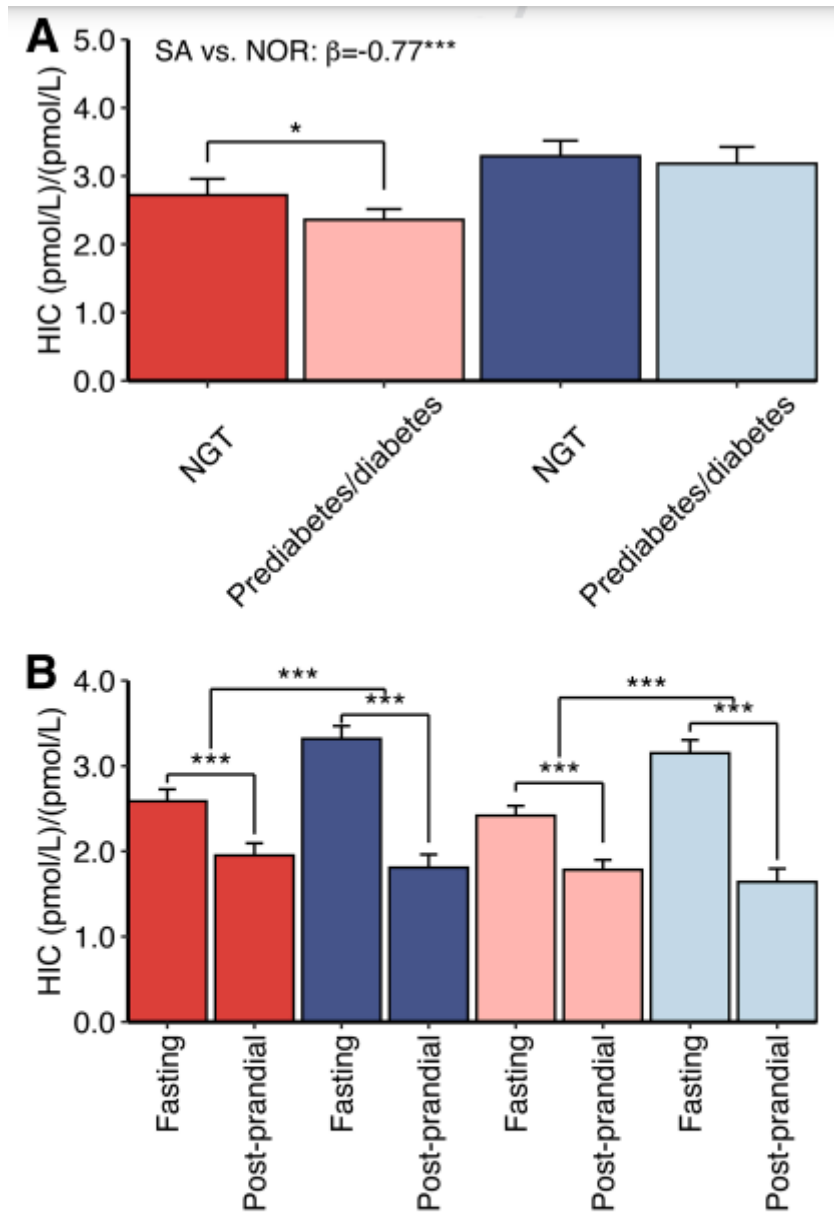 A
SA vs. NOR: β=-0.77***
HIC (pmol/L)/(pmol/L)
5.0
4.0
3.0
2.0
1.0
0.0
*
NGT
Prediabetes/diabetes
NGT
Prediabetes/diabetes
B
HIC (pmol/L)/(pmol/L)
4.0
3.0
2.0
1.0
0.0
***
***
***
***
***
***
Fasting
Post-prandial
Fasting
Post-prandial
Fasting
Post-prandial
Fasting
Post-prandial